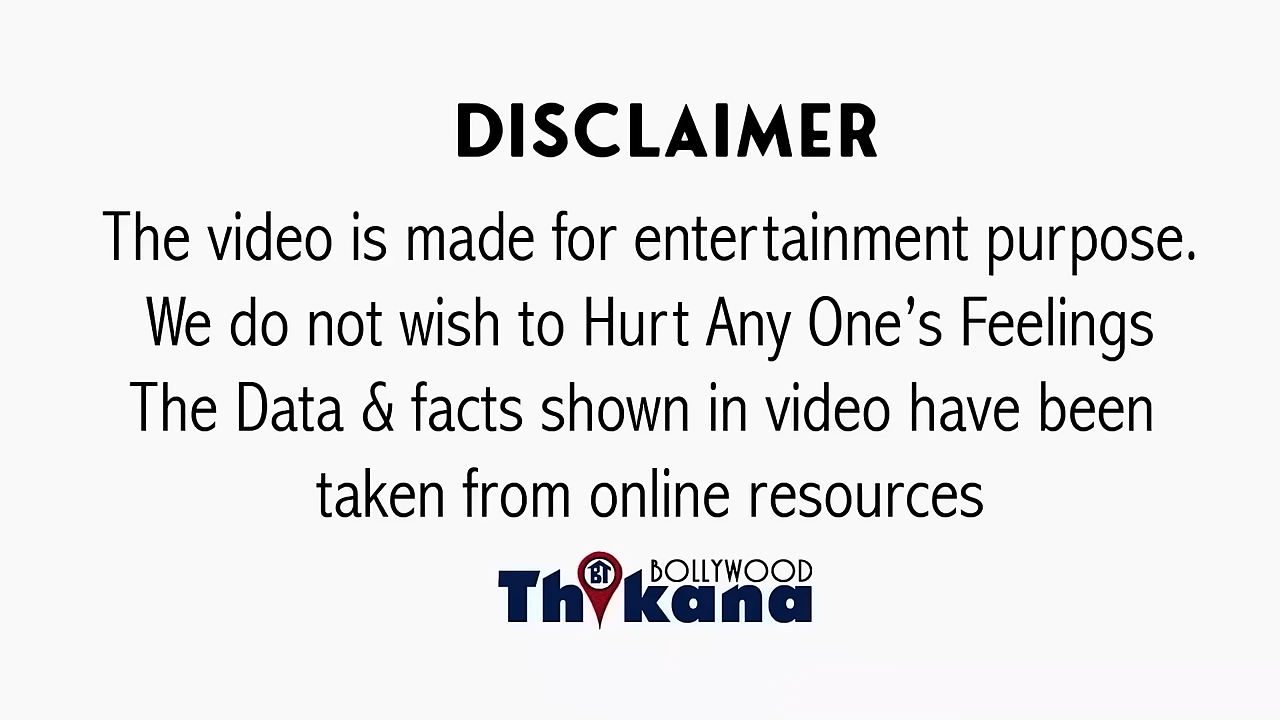 DISCLAIMER
The video is made for entertainment purpose.
We do not wish to Hurt Any One’s Feelings
The Data & facts shown in video have been
taken from online resources
BOLLYWOOD
BT
Thikana